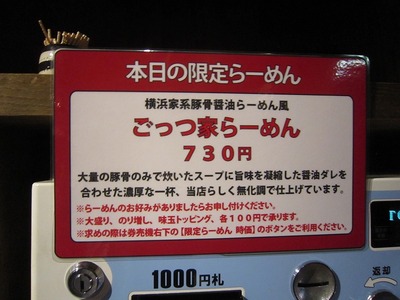 本日の限定らーめん
横浜家系豚骨醤油らーめん風
ごっつ家らーめん
730円
大量の豚骨のみで炊いたスープに旨味を凝縮した醤油ダレを
合わせた濃厚な一杯、当店らしく無化調で仕上げています。
※らーめんのお好みがありましたらお申し付けください。
※大盛り、のり増し、味玉トッピング、各100円で承ります。
※求めの際は券売機右下の【限定らーめん 時価】のボタンをご利用ください。
1000円札
返却